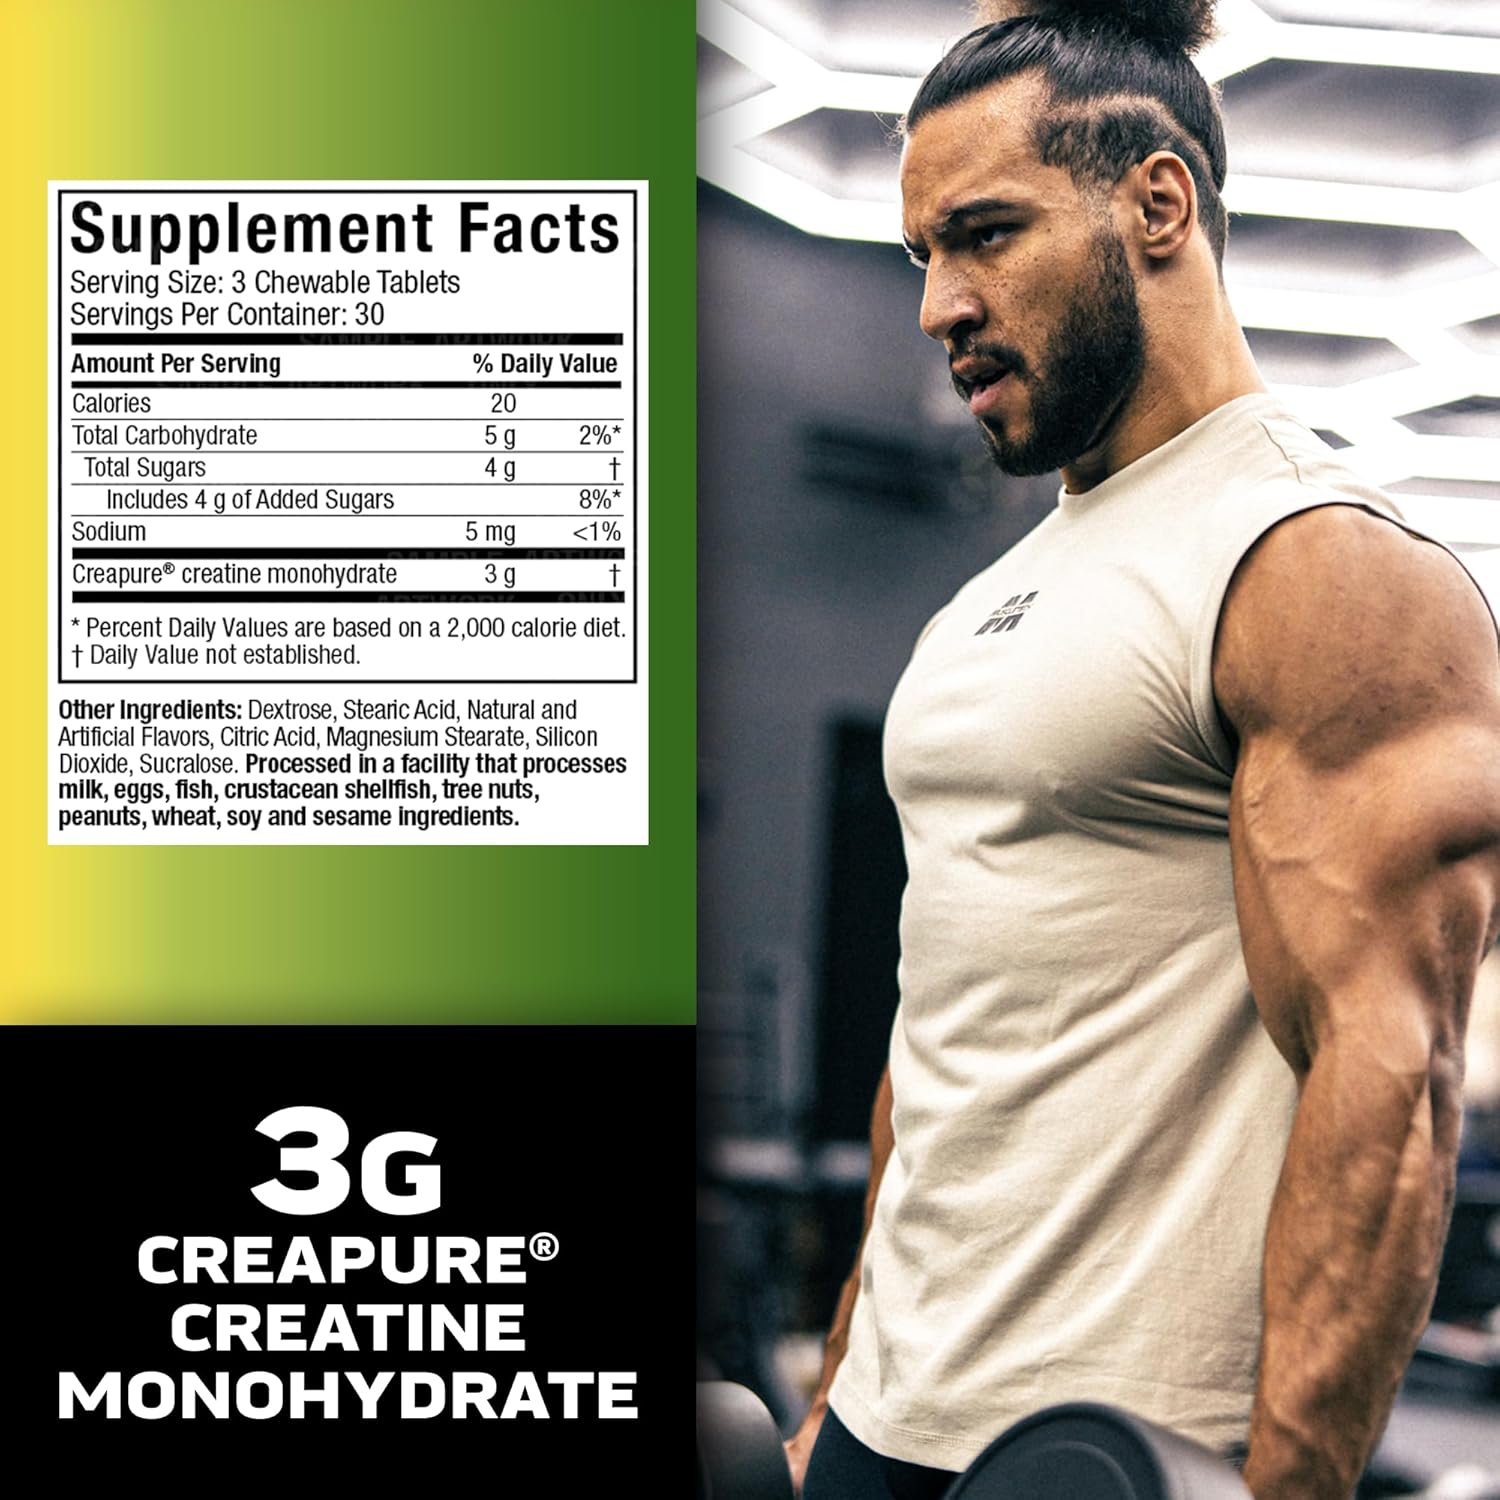 Supplement Facts
Serving Size: 3 Chewable Tablets
Servings Per Container: 30
Amount Per Serving % Daily Value
Calories 20
Total Carbohydrate 5 g 2%*
Total Sugars 4 g †
Includes 4 g of Added Sugars 8%*
Sodium 5 mg <1%
Creapure® creatine monohydrate 3 g †
* Percent Daily Values are based on a 2,000 calorie diet.
† Daily Value not established.
Other Ingredients: Dextrose, Stearic Acid, Natural and
Artificial Flavors, Citric Acid, Magnesium Stearate, Silicon
Dioxide, Sucralose. Processed in a facility that processes
milk, eggs, fish, crustacean shellfish, tree nuts,
peanuts, wheat, soy and sesame ingredients.
3G
CREAPURE®
CREATINE
MONOHYDRATE